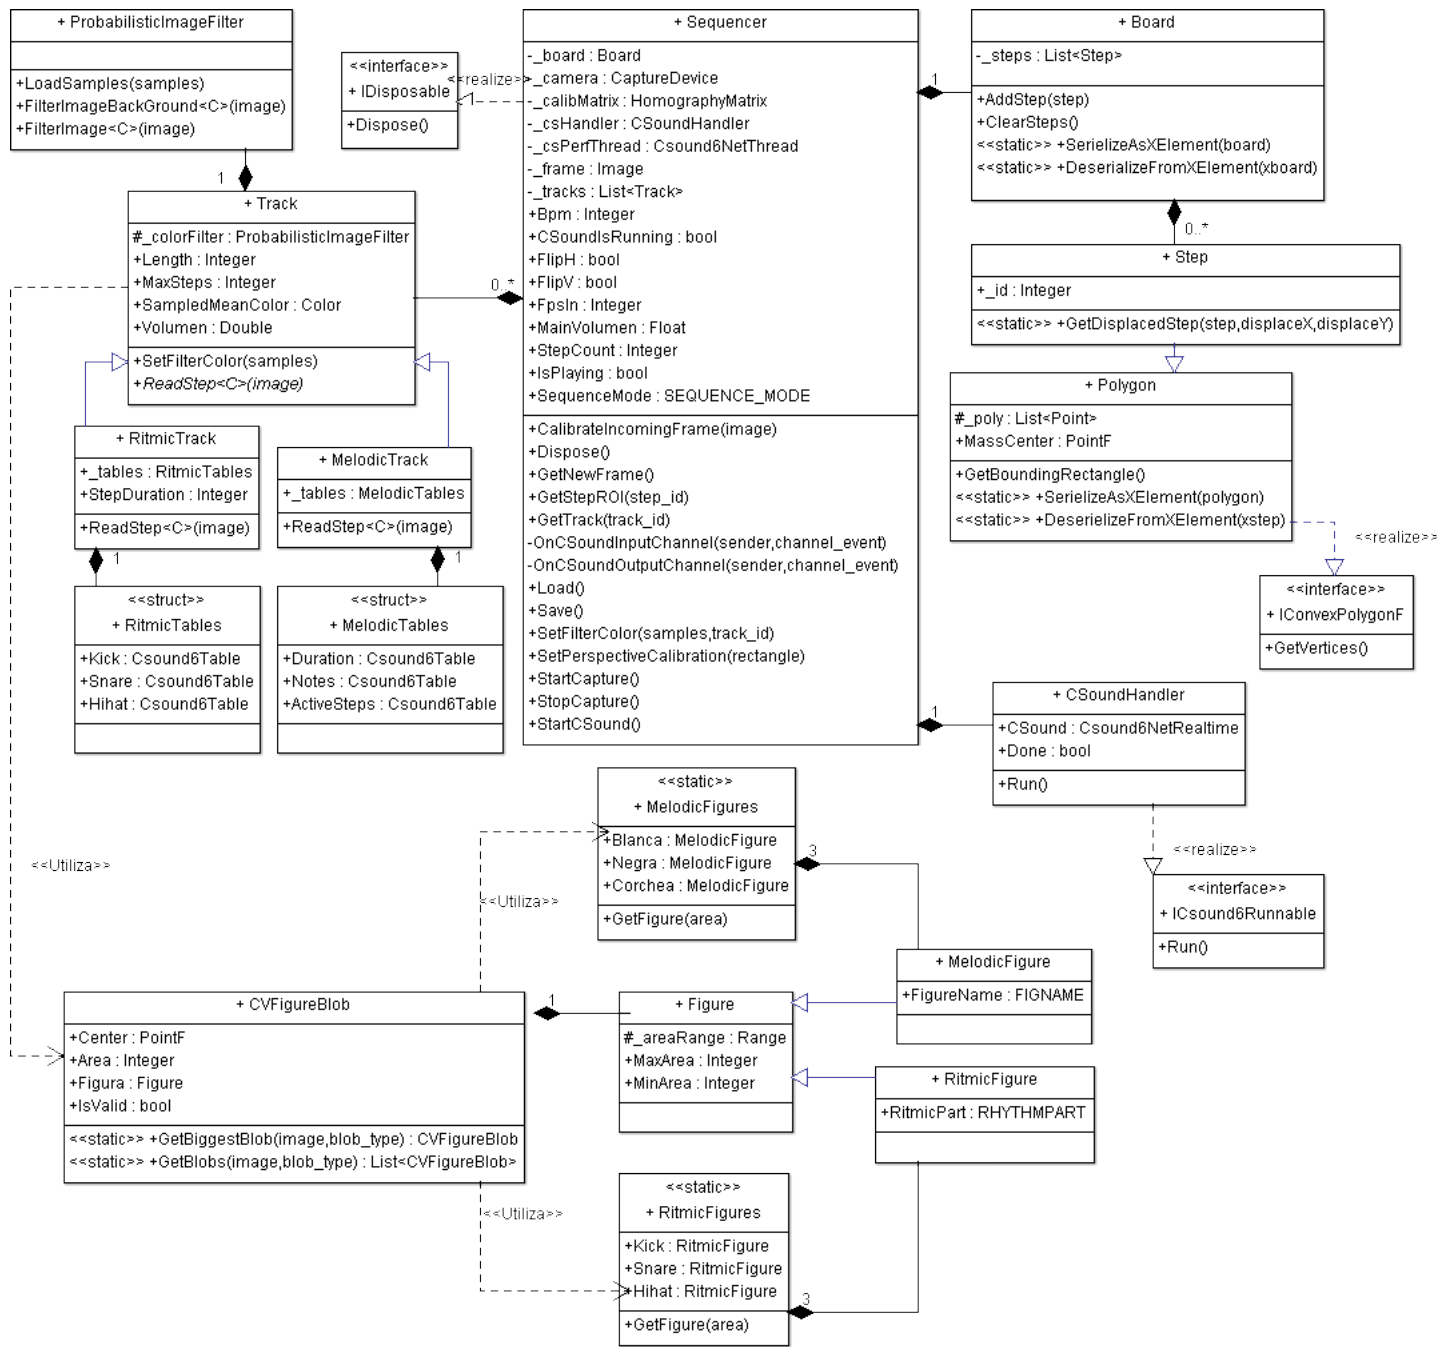 + ProbabilisticImageFilter
+LoadSamples(samples)
+FilterImageBackGround<C>(image)
+FilterImage<C>(image)
1
<<interface>>
+ IDisposable
+Dispose()
<<realize>>
1
+ Sequencer
-_board : Board
-_camera : CaptureDevice
-_calibMatrix : HomographyMatrix
-_csHandler : CSoundHandler
-_csPerfThread : Csound6NetThread
-_frame : Image
-_tracks : List<Track>
+Bpm : Integer
+CSoundIsRunning : bool
+FlipH : bool
+FlipV : bool
+FpsIn : Integer
+MainVolumen : Float
+StepCount : Integer
+IsPlaying : bool
+SequenceMode : SEQUENCE_MODE
+CalibrateIncomingFrame(image)
+Dispose()
+GetNewFrame()
+GetStepROI(step_id)
+GetTrack(track_id)
-OnCSoundInputChannel(sender,channel_event)
-OnCSoundOutputChannel(sender,channel_event)
+Load()
+Save()
+SetFilterColor(samples,track_id)
+SetPerspectiveCalibration(rectangle)
+StartCapture()
+StopCapture()
+StartCSound()
1
+ Board
-_steps : List<Step>
+AddStep(step)
+ClearSteps()
<<static>> +SerielizeAsXElement(board)
<<static>> +DeserializeFromXElement(xboard)
0..*
+ Step
+_id : Integer
<<static>> +GetDisplacedStep(step,displaceX,displaceY)
+ Polygon
#_poly : List<Point>
+MassCenter : PointF
+GetBoundingRectangle()
<<static>> +SerielizeAsXElement(polygon)
<<static>> +DeserielizeFromXElement(xstep)
<<realize>>
<<interface>>
+ IConvexPolygonF
+GetVertices()
+ Track
#_colorFilter : ProbabilisticImageFilter
+Length : Integer
+MaxSteps : Integer
+SampledMeanColor : Color
+Volumen : Double
+SetFilterColor(samples)
+ReadStep<C>(image)
0..*
+ RitmicTrack
+_tables : RitmicTables
+StepDuration : Integer
+ReadStep<C>(image)
1
+ MelodicTrack
+_tables : MelodicTables
+ReadStep<C>(image)
1
<<struct>>
+ RitmicTables
+Kick : Csound6Table
+Snare : Csound6Table
+Hihat : Csound6Table
<<struct>>
+ MelodicTables
+Duration : Csound6Table
+Notes : Csound6Table
+ActiveSteps : Csound6Table
1
+ CSoundHandler
+CSound : Csound6NetRealtime
+Done : bool
+Run()
<<realize>>
<<interface>>
+ ICsound6Runnable
+Run()
<<Utiliza>>
<<static>>
+ MelodicFigures
+Blanca : MelodicFigure
+Negra : MelodicFigure
+Corchea : MelodicFigure
+GetFigure(area)
3
<<Utiliza>>
+ MelodicFigure
+FigureName : FIGNAME
+ CVFigureBlob
+Center : PointF
+Area : Integer
+Figura : Figure
+IsValid : bool
<<static>> +GetBiggestBlob(image,blob_type) : CVFigureBlob
<<static>> +GetBlobs(image,blob_type) : List<CVFigureBlob>
1
+ Figure
#_areaRange : Range
+MaxArea : Integer
+MinArea : Integer
+ RitmicFigure
+RitmicPart : RHYTHMPART
<<Utiliza>>
<<static>>
+ RitmicFigures
+Kick : RitmicFigure
+Snare : RitmicFigure
+Hihat : RitmicFigure
+GetFigure(area)
3